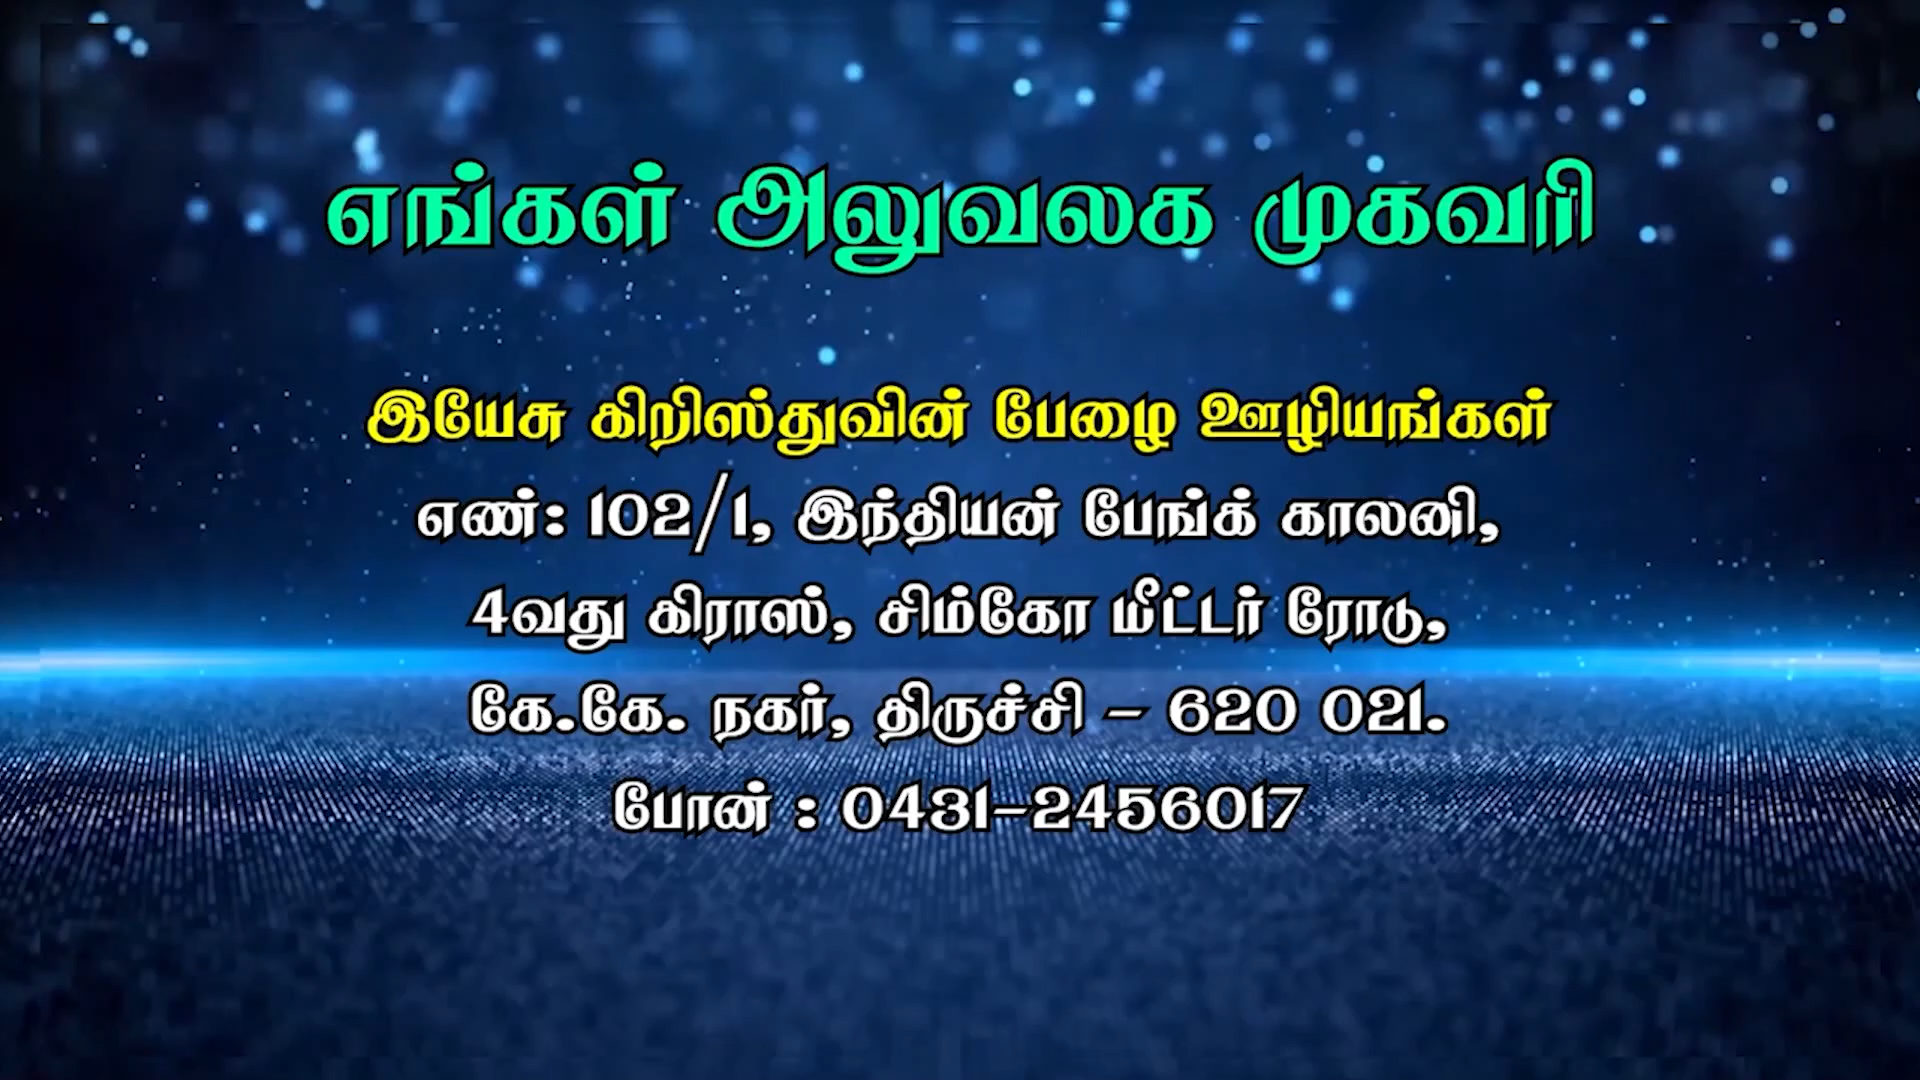 எங்கள் அலுவலக முகவரி
இயேசு கிறிஸ்துவின் பேழை ஊழியங்கள்
எண்: 102/1, இந்தியன் பேங்க் காலனி,
4வது கிராஸ், சிம்கோ மீட்டர் ரோடு,
கே.கே. நகர், திருச்சி - 620 021.
போன் : 0431-2456017